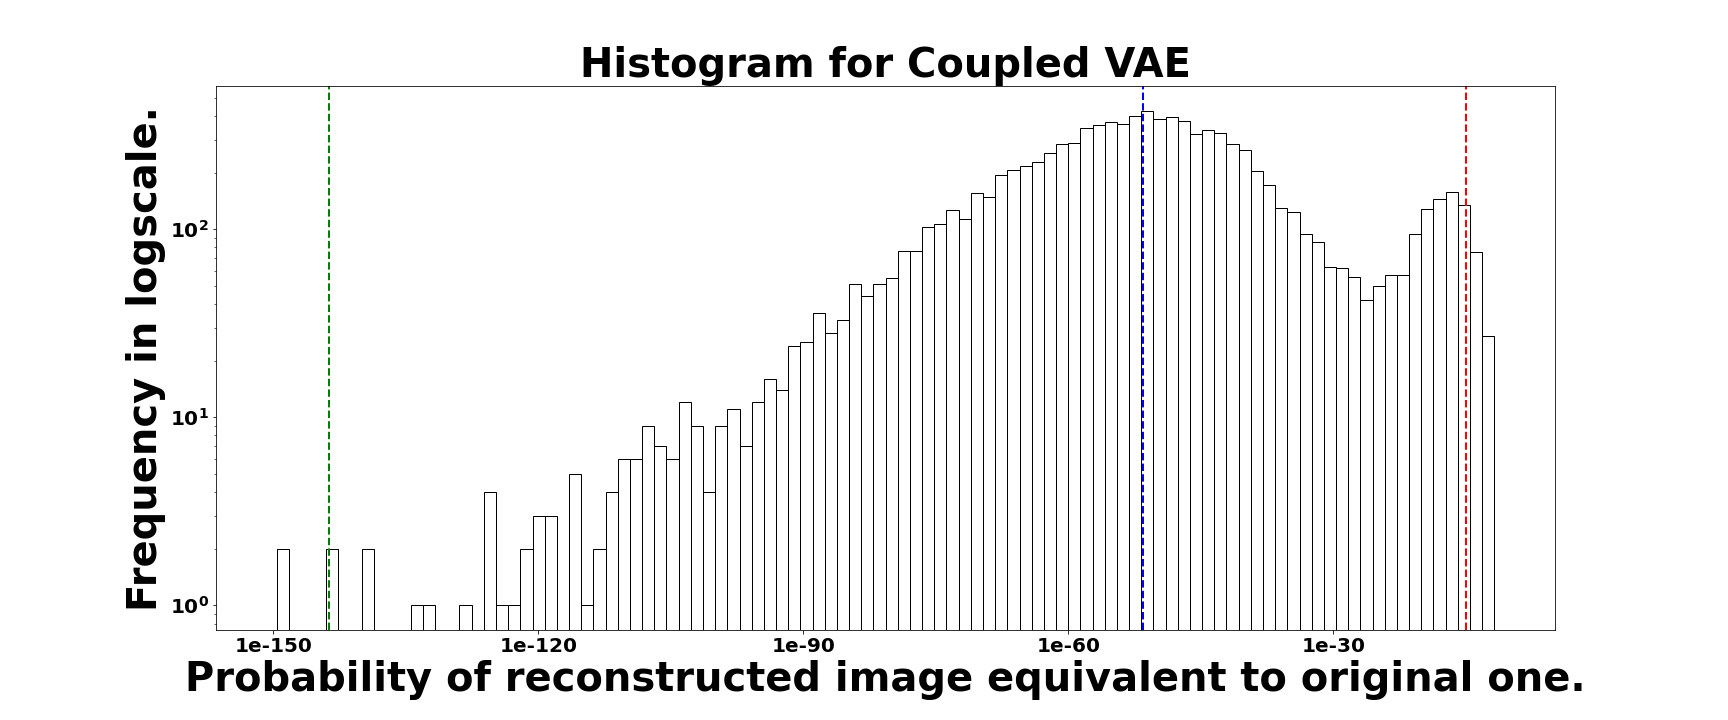 Histogram for Coupled VAE
Frequency in logscale.
10²
10¹
10⁰
1e-150 1e-120 1e-90 1e-60 1e-30
Probability of reconstructed image equivalent to original one.